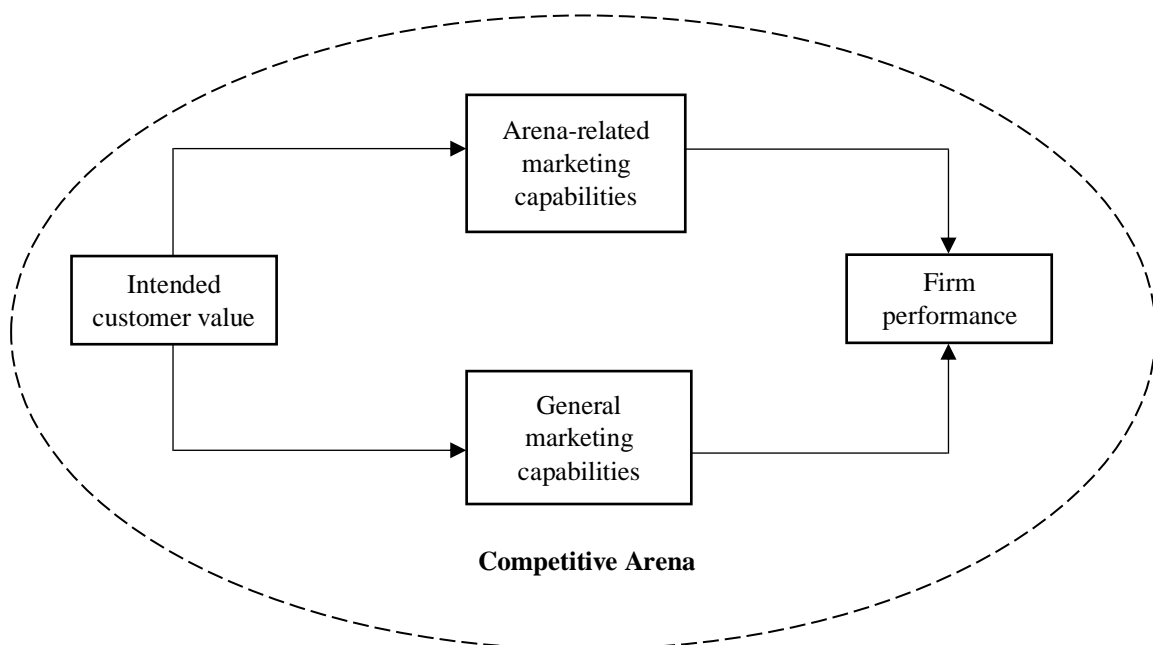 Arena-related
marketing
capabilities
Intended
customer value
Firm
performance
General
marketing
capabilities
Competitive Arena